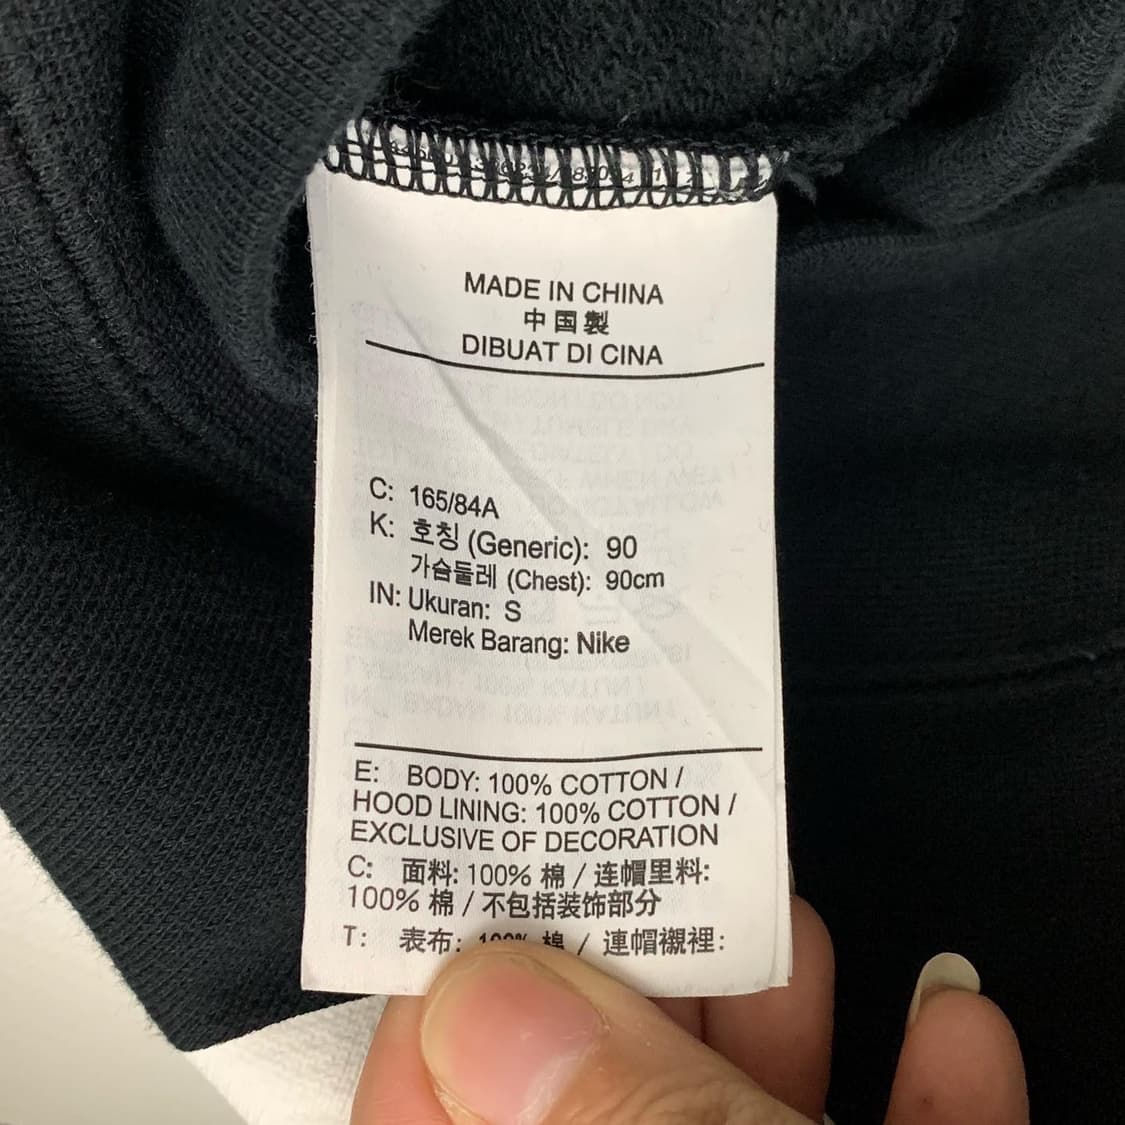 MADE IN CHINA
中国製
DIBUAT DI CINA
C: 165/84A
K: 호칭 (Generic): 90
가슴둘레 (Chest): 90cm
IN: Ukuran: S
Merek Barang: Nike
E: BODY: 100% COTTON /
HOOD LINING: 100% COTTON /
EXCLUSIVE OF DECORATION
C: 面料: 100% 棉 / 连帽里料:
100% 棉 / 不包括装饰部分
T: 表布: 100% 棉 / 連帽襯裡: